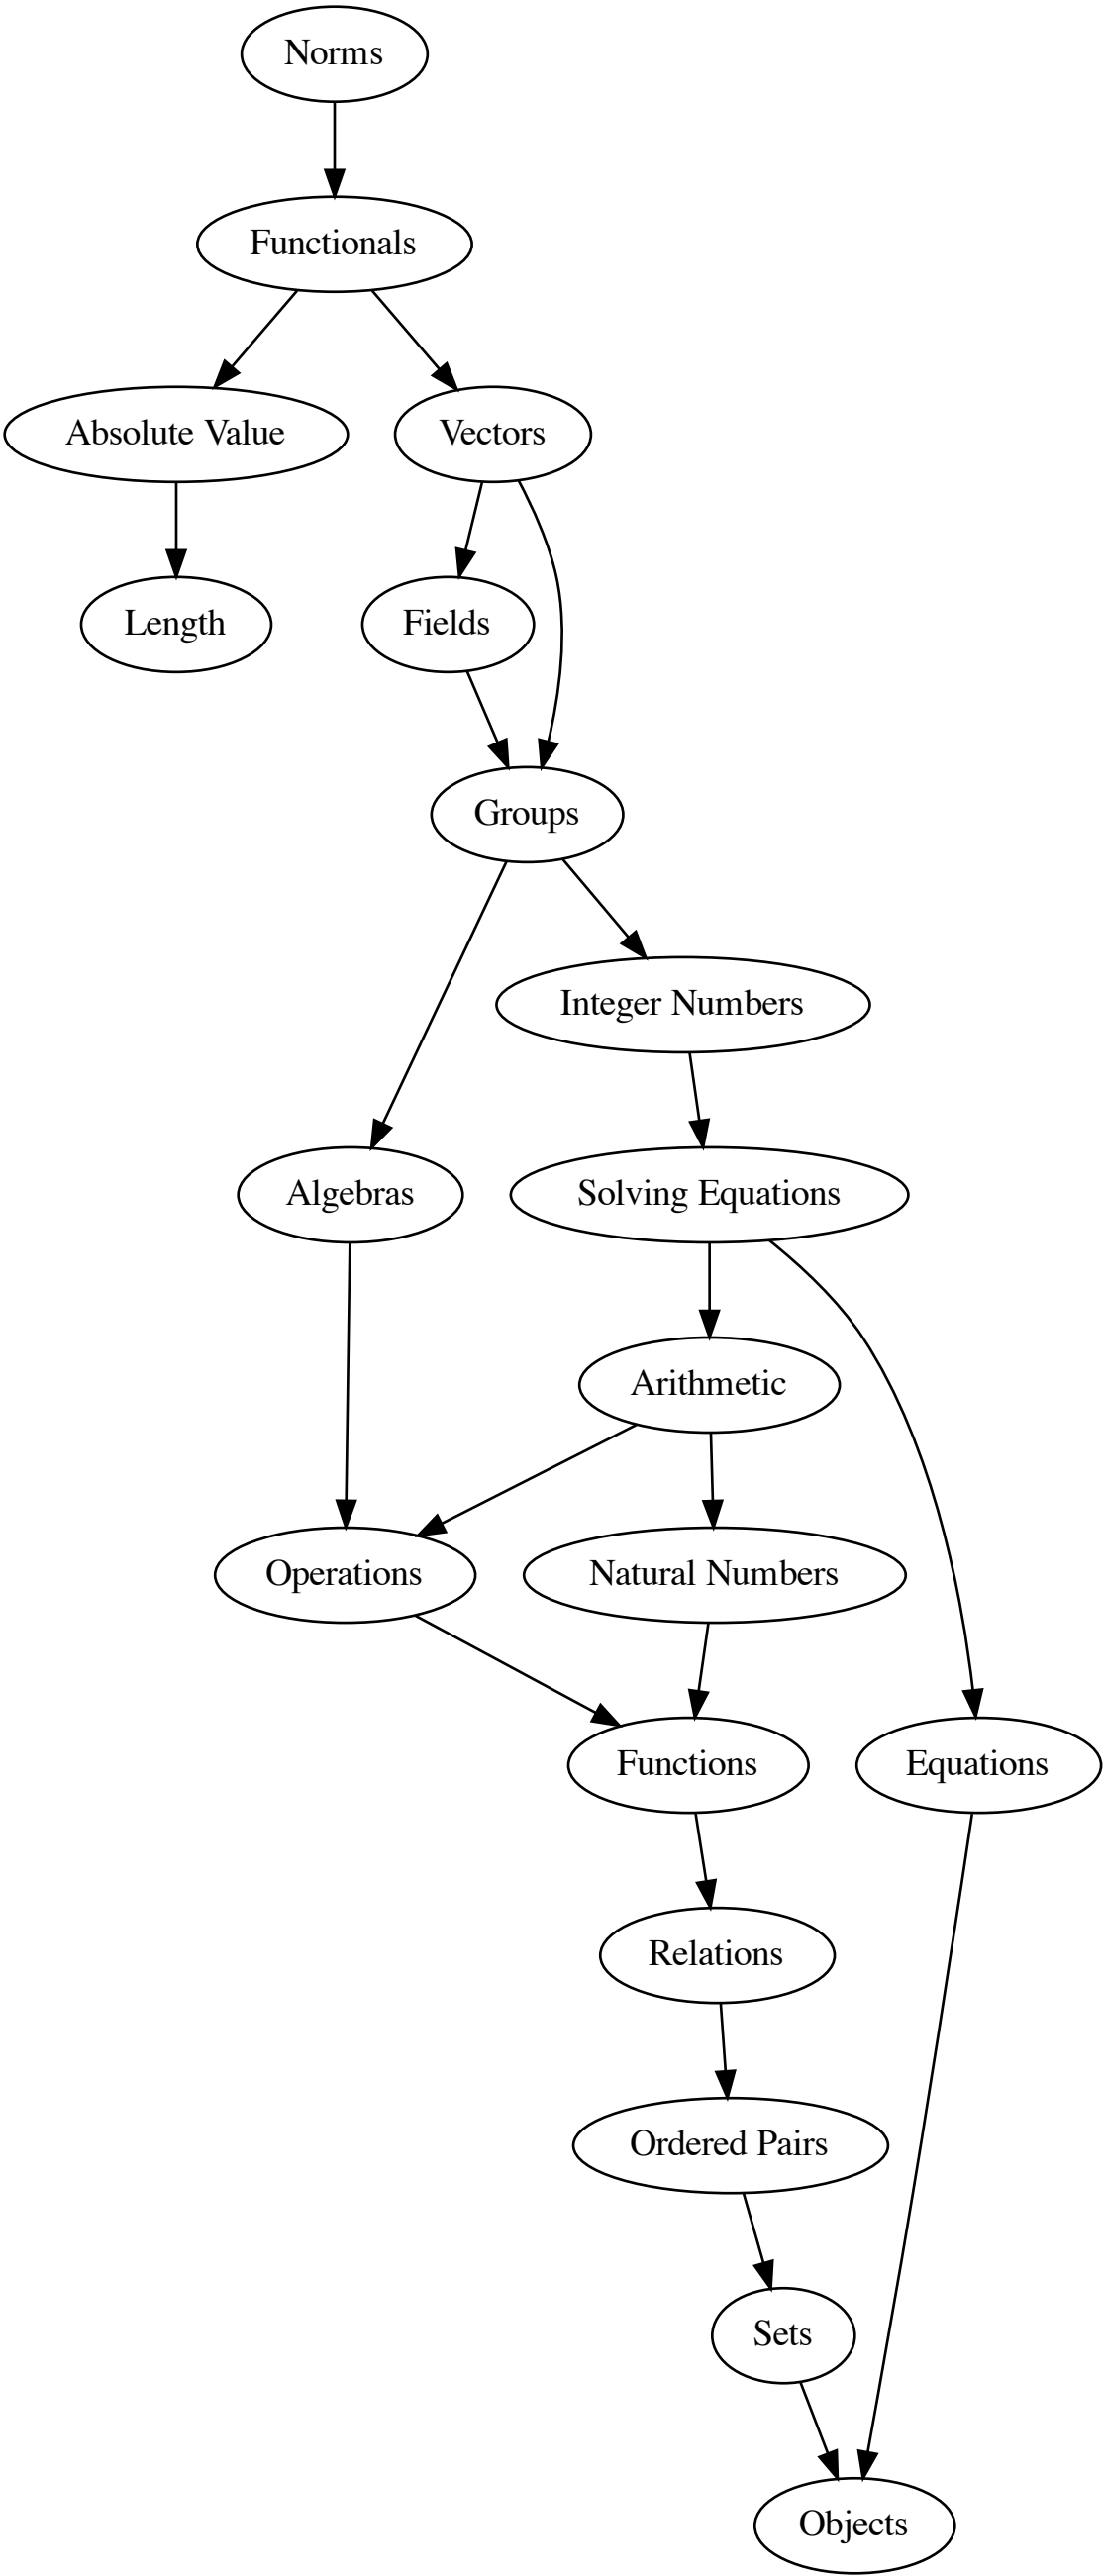 Norms
Functionals
Absolute Value
Vectors
Length
Fields
Groups
Integer Numbers
Algebras
Solving Equations
Arithmetic
Operations
Natural Numbers
Functions
Equations
Relations
Ordered Pairs
Sets
Objects